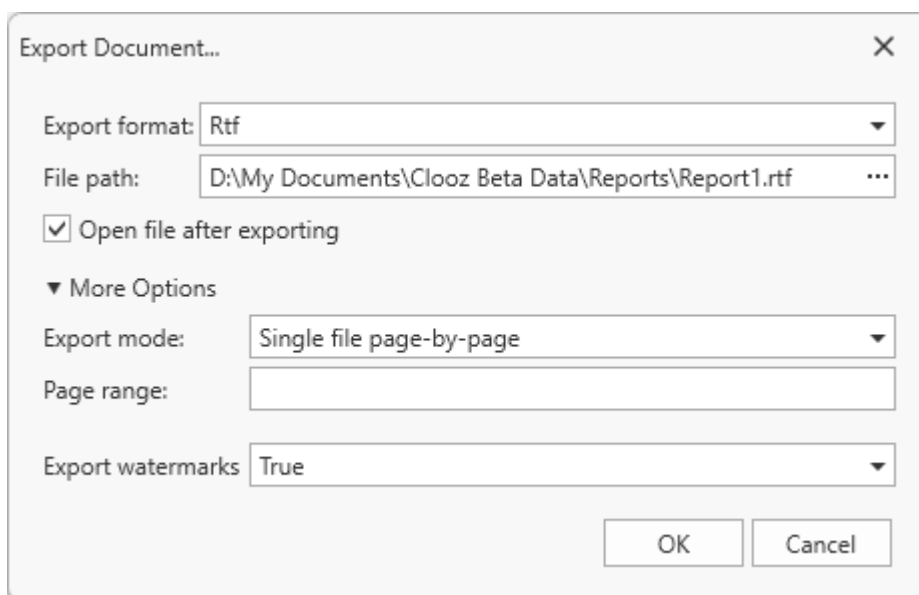 Export Document...
Export format: Rtf
File path: D:\My Documents\Clooz Beta Data\Reports\Report1.rtf ...
Open file after exporting
More Options
Export mode: Single file page-by-page
Page range:
Export watermarks True
OK Cancel